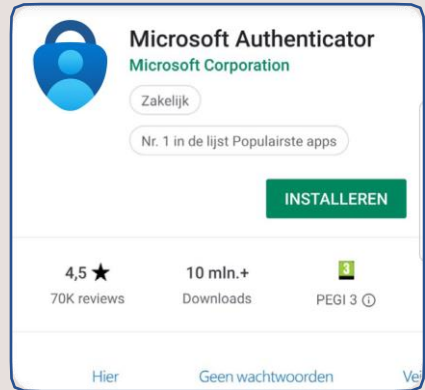 Microsoft Authenticator
Microsoft Corporation
Zakelijk
Nr. 1 in de lijst Populairste apps
INSTALLEREN
4,5 ★ 10 mln.+ 3
70K reviews Downloads PEGI 3 ⓘ
Hier Geen wachtwoorden